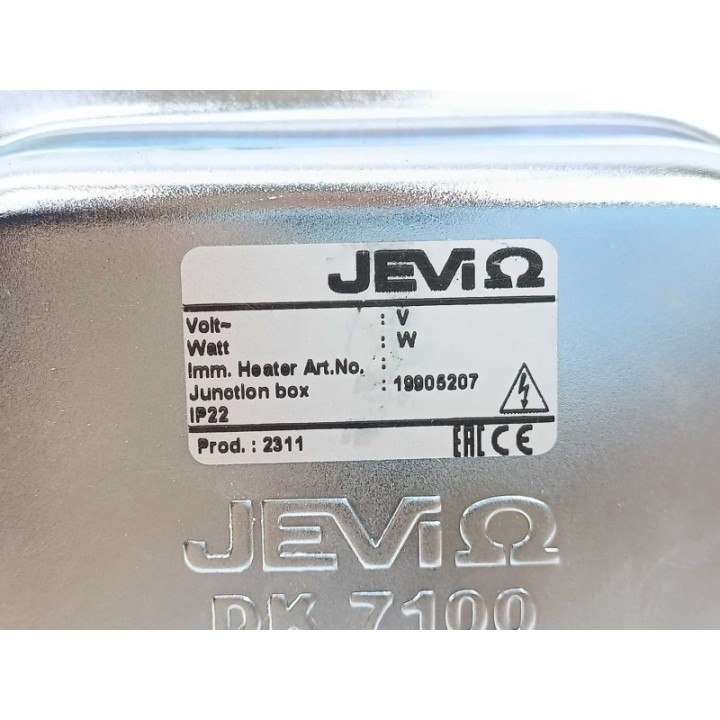 JEVI Ω
Volt~ : V
Watt : W
Imm. Heater Art.No. :
Junction box : 19905207
IP22
Prod. : 2311 EAC CE
JEVI Ω
DK 7100